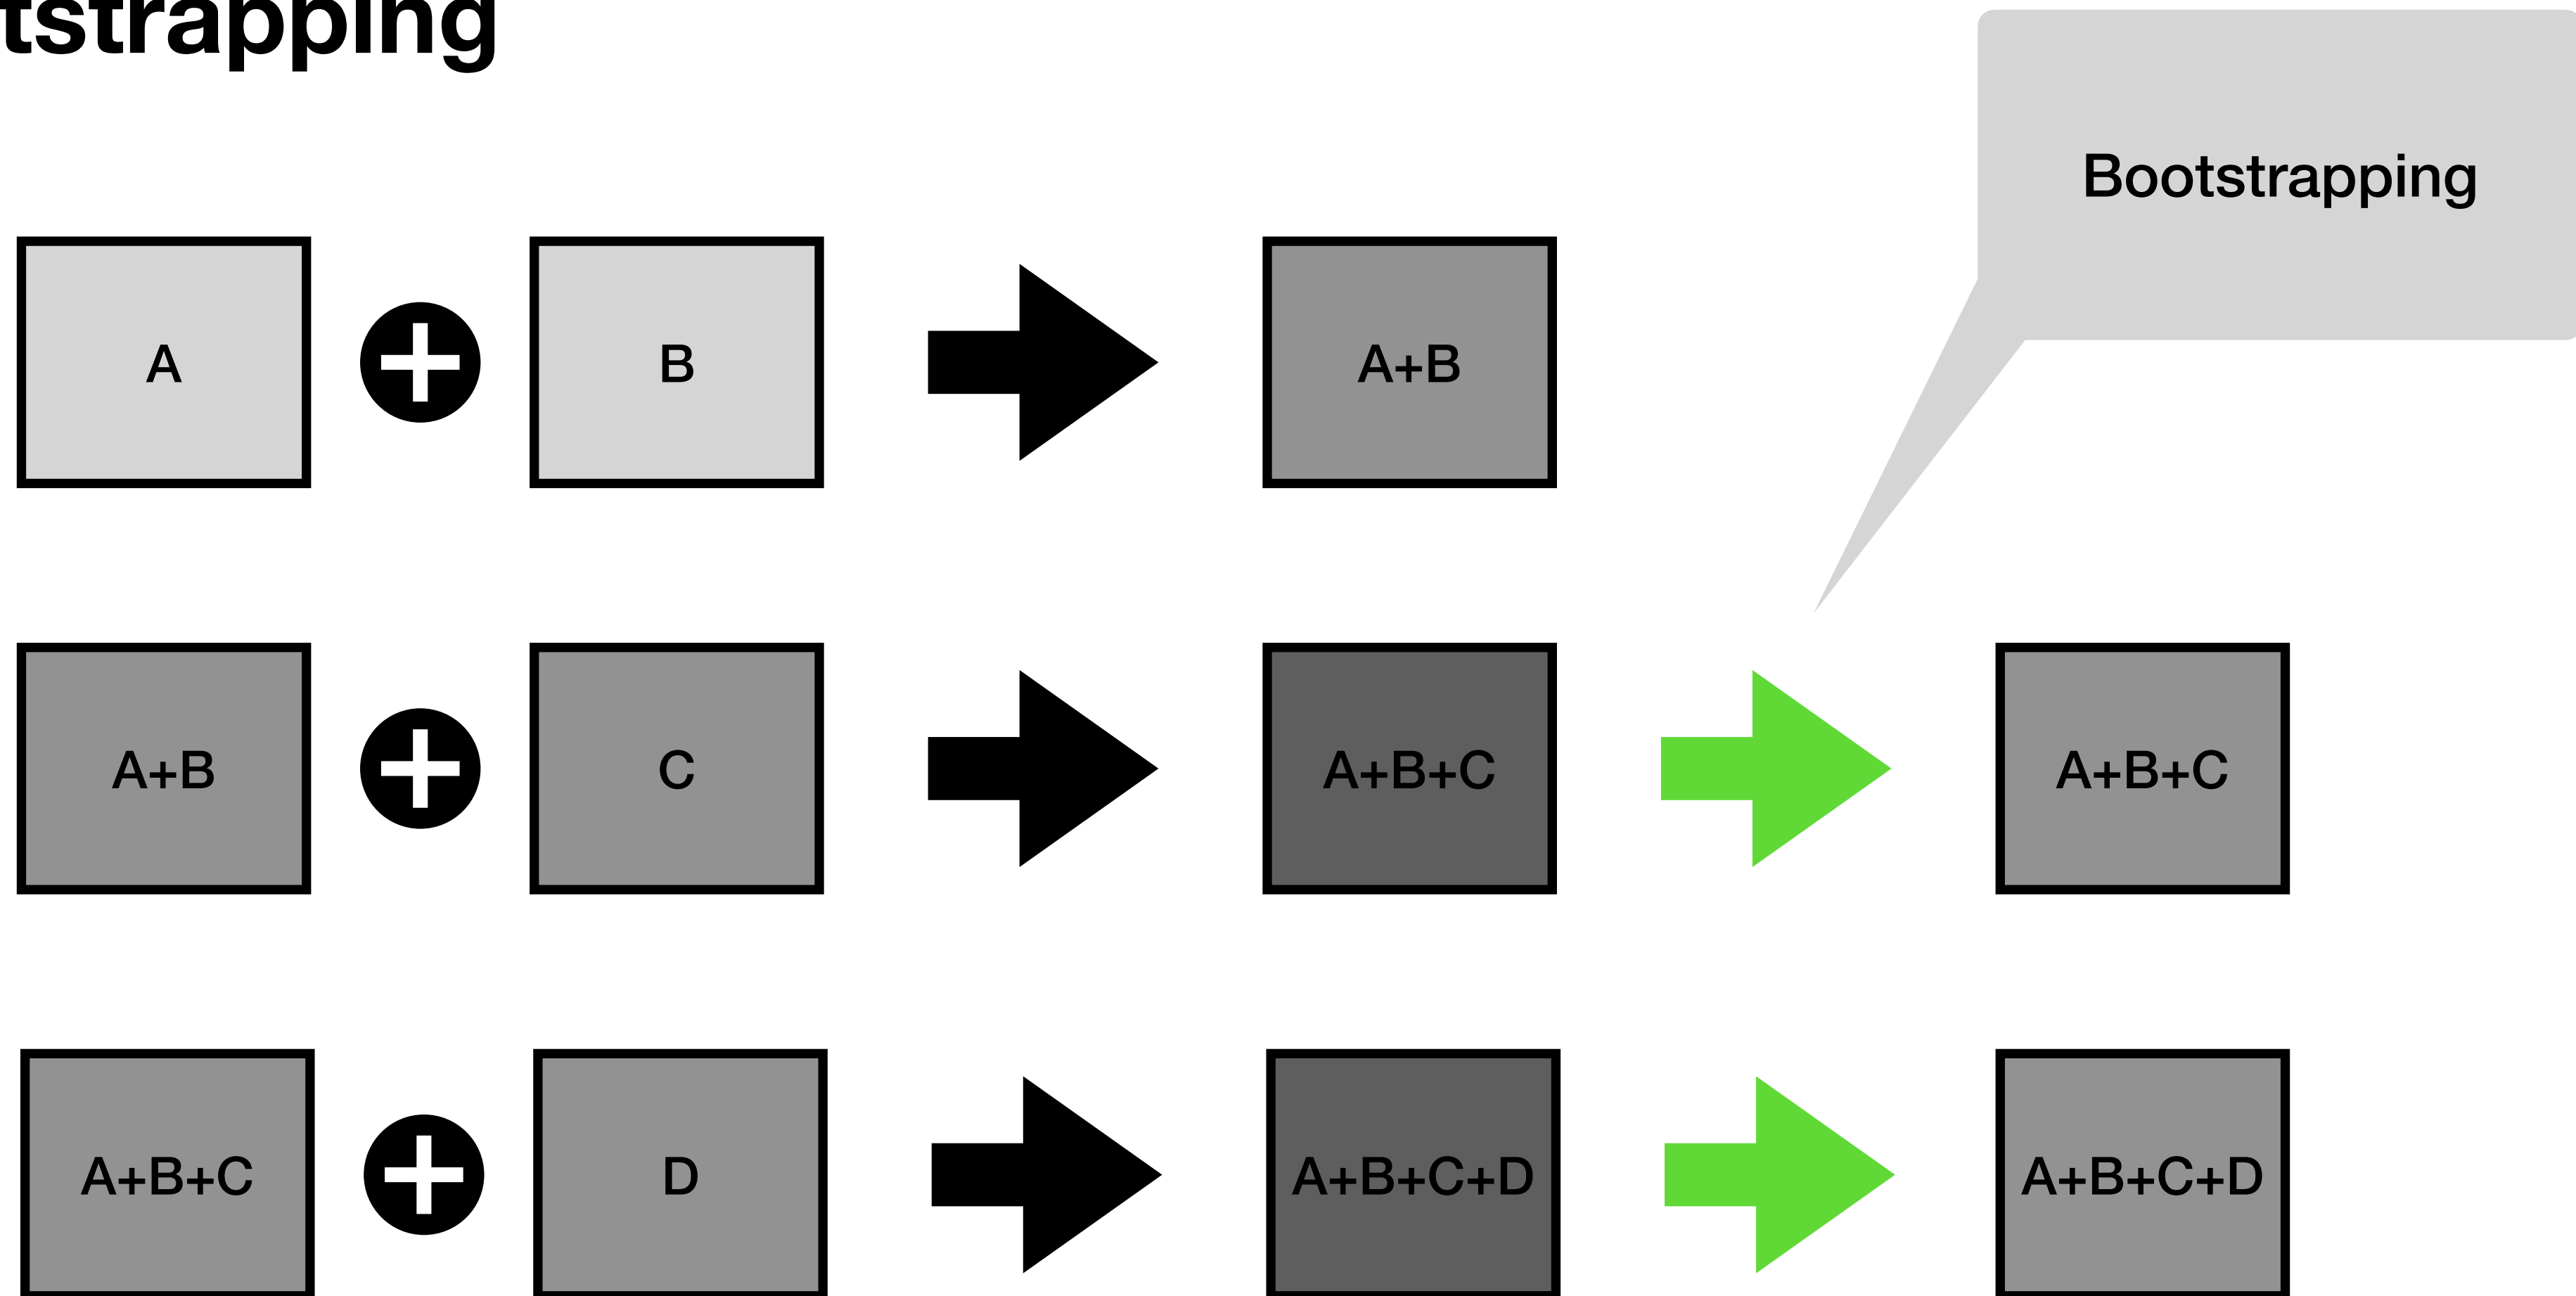 tstrapping
Bootstrapping
A
B
A+B
A+B
C
A+B+C
A+B+C
A+B+C
D
A+B+C+D
A+B+C+D